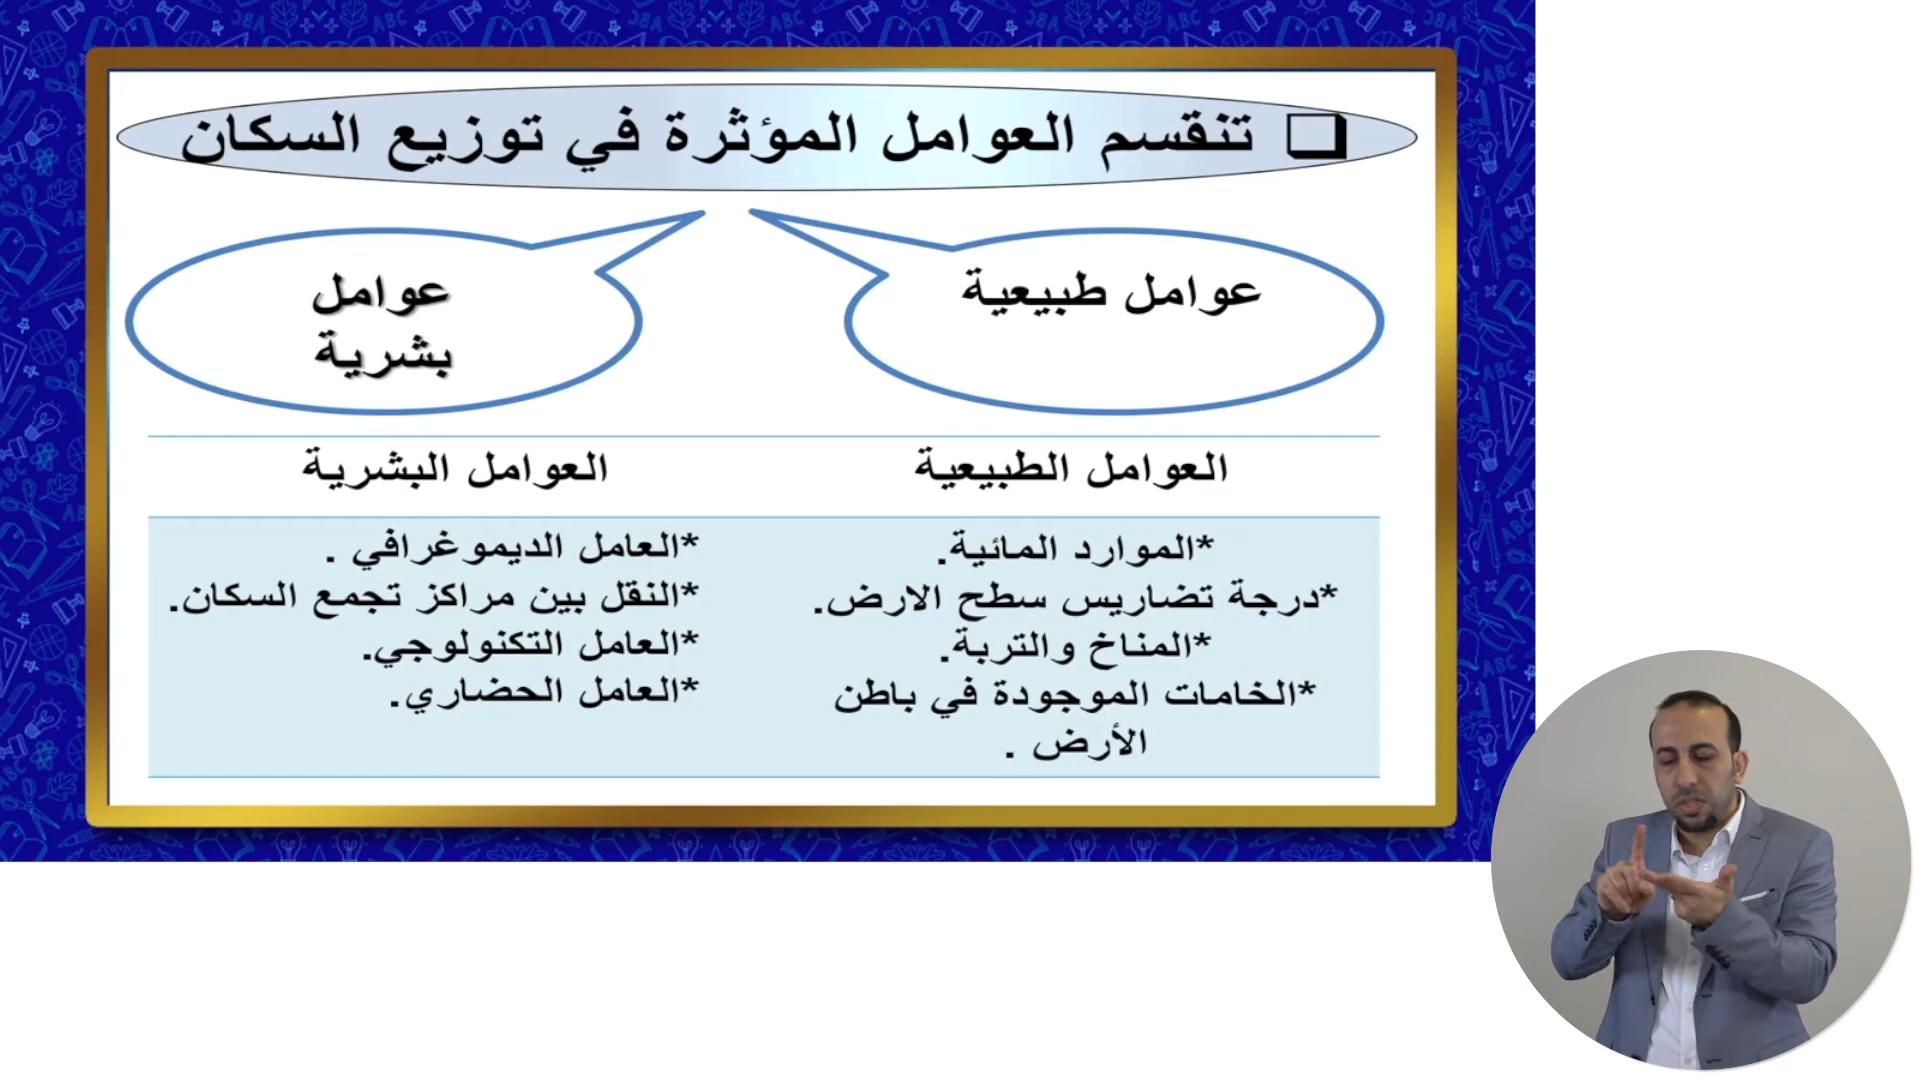 ❑ تنقسم العوامل المؤثرة في توزيع السكان
عوامل طبيعية
عوامل
بشرية
العوامل الطبيعية
العوامل البشرية
*الموارد المائية.
*درجة تضاريس سطح الارض.
*المناخ والتربة.
*الخامات الموجودة في باطن
الأرض .
*العامل الديموغرافي .
*النقل بين مراكز تجمع السكان.
*العامل التكنولوجي.
*العامل الحضاري.